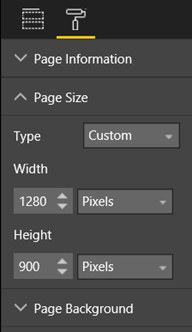 Page Information
Page Size
Type Custom
Width
1280 Pixels
Height
900 Pixels
Page Background